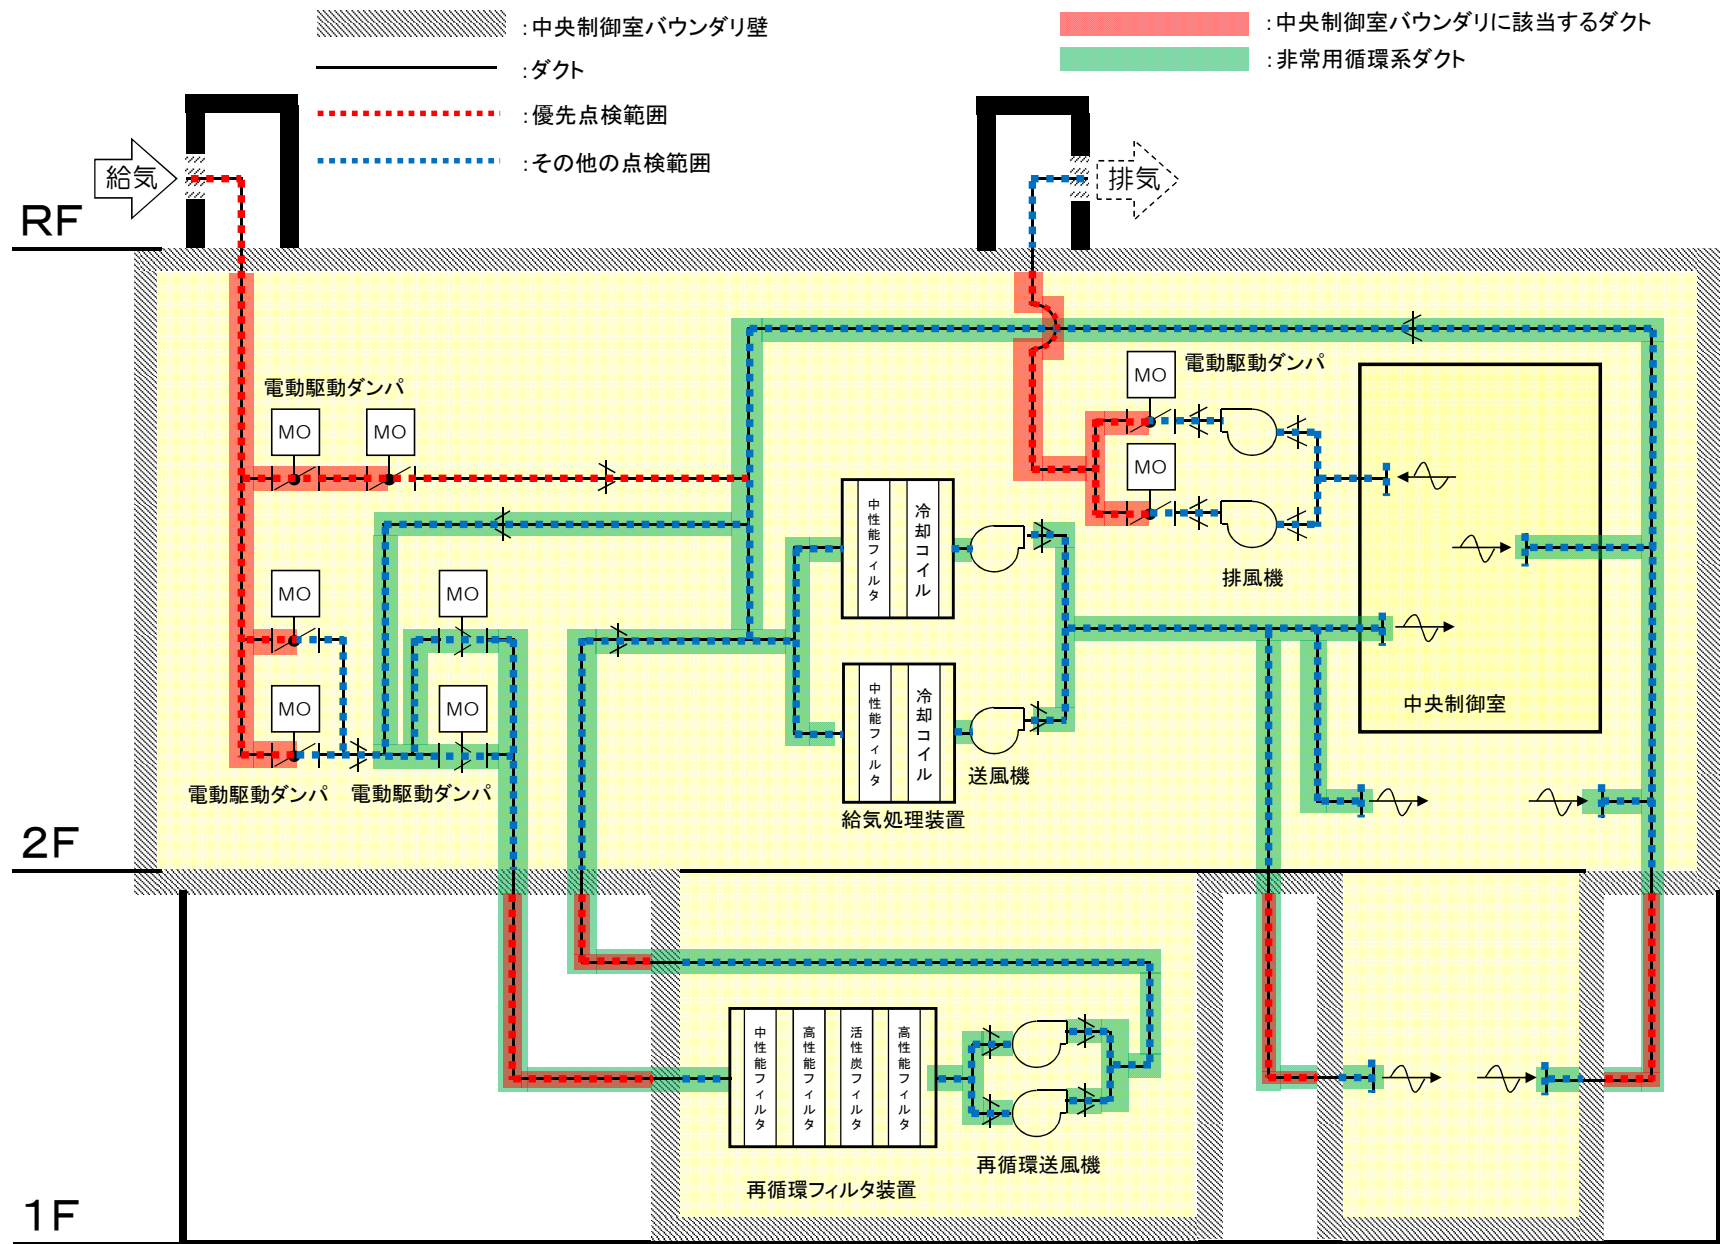 ：中央制御室バウンダリ壁
：ダクト
：優先点検範囲
：その他の点検範囲
：中央制御室バウンダリに該当するダクト
：非常用循環系ダクト
給気
排気
RF
電動駆動ダンパ
MO
MO
MO
電動駆動ダンパ
MO
中性能フィルタ
冷却コイル
排風機
MO
MO
MO
MO
電動駆動ダンパ
電動駆動ダンパ
中性能フィルタ
冷却コイル
送風機
給気処理装置
中央制御室
2F
中性能フィルタ
高性能フィルタ
活性炭フィルタ
高性能フィルタ
再循環送風機
再循環フィルタ装置
1F